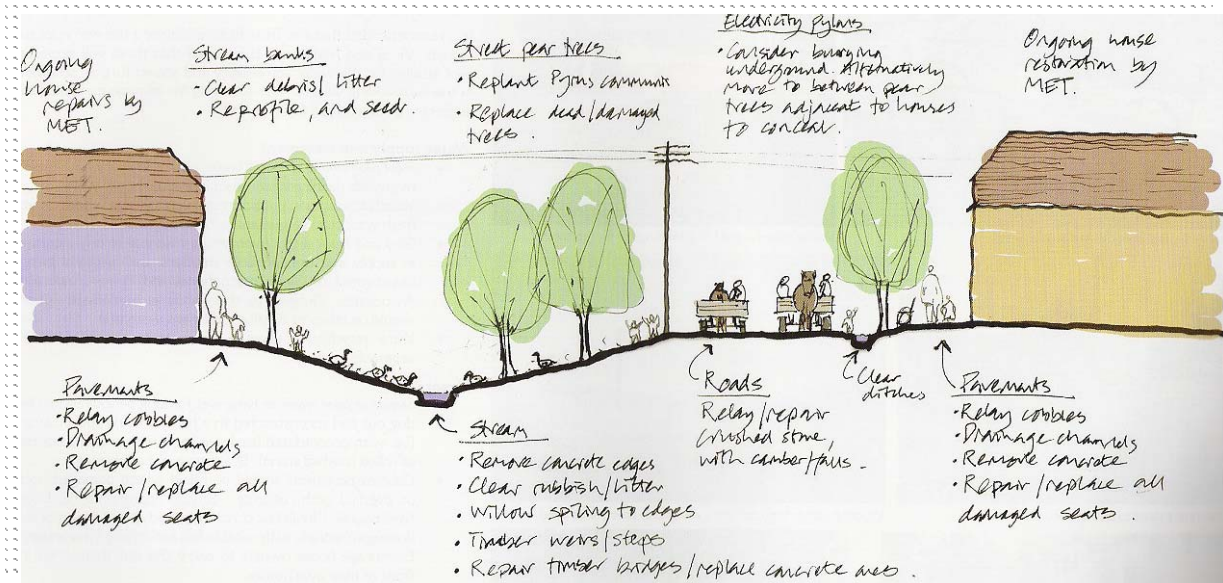 Ongoing
house
repairs by
MET.
Stream banks
• Clear debris/litter
• Reprofile, and seed.
Street pear trees
• Replant Pyrus communis
• Replace dead/damaged
trees.
Electricity Pylons
• Consider burying
underground. Alternatively
move to between pear
trees adjacent to houses
to conceal.
Ongoing house
restoration by
MET.
Pavements
• Relay cobbles
• Drainage channels
• Remove concrete
• Repair/replace all
damaged seats
Stream
• Remove concrete edges
• Clear rubbish/litter
• Willow spiling to edges
• Timber weirs/steps
• Repair timber bridges/replace concrete ones.
Roads
Relay/repair
crushed stone,
with camber/falls.
Clear
ditches
Pavements
• Relay cobbles
• Drainage channels
• Remove concrete
• Repair/replace all
damaged seats.